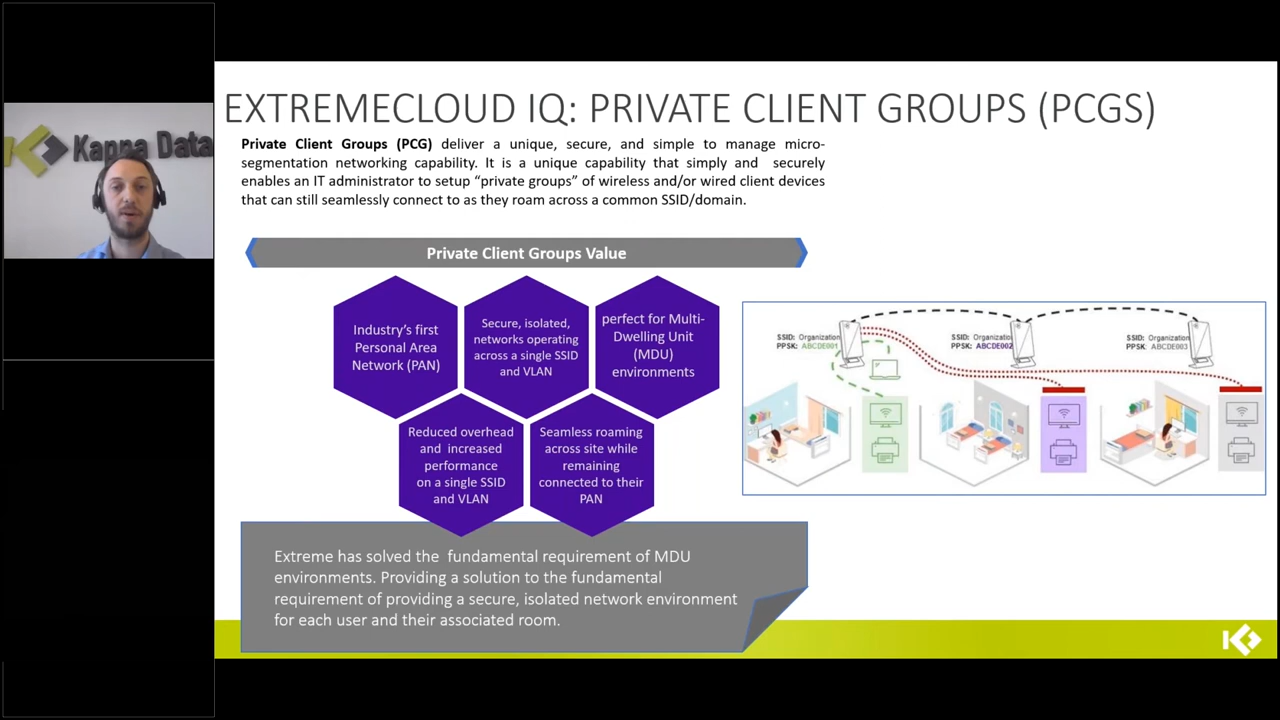 Kappa Data
EXTREMECLOUD IQ: PRIVATE CLIENT GROUPS (PCGS)
Private Client Groups (PCG) deliver a unique, secure, and simple to manage micro-
segmentation networking capability. It is a unique capability that simply and securely
enables an IT administrator to setup “private groups” of wireless and/or wired client devices
that can still seamlessly connect to as they roam across a common SSID/domain.
Private Client Groups Value
Industry’s first
Personal Area
Network (PAN)
Secure, isolated,
networks operating
across a single SSID
and VLAN
perfect for Multi-
Dwelling Unit
(MDU)
environments
Reduced overhead
and increased
performance
on a single SSID
and VLAN
Seamless roaming
across site while
remaining
connected to their
PAN
SSID: Organization
PPSK: ABCDE001
SSID: Organizatio
PPSK: ABCDE002
SSID: Organization
PPSK: ABCDE003
Extreme has solved the fundamental requirement of MDU
environments. Providing a solution to the fundamental
requirement of providing a secure, isolated network environment
for each user and their associated room.